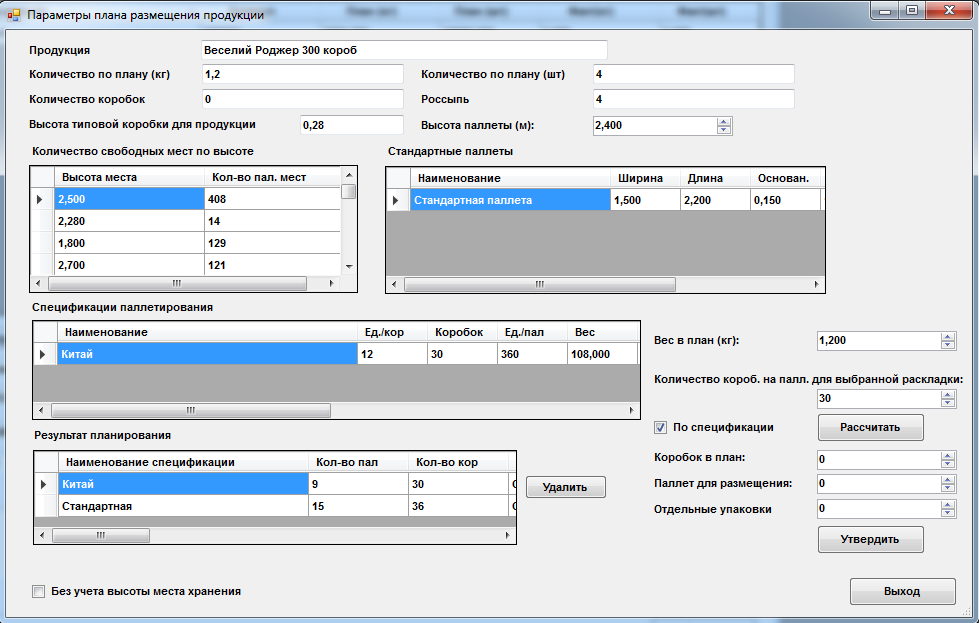 Параметры плана размещения продукции
Продукция Веселий Роджер 300 короб
Количество по плану (кг) 1,2 Количество по плану (шт) 4
Количество коробок 0 Россыпь 4
Высота типовой коробки для продукции 0,28 Высота паллеты (м): 2,400
Количество свободных мест по высоте Стандартные паллеты
Высота места Кол-во пал. мест
2,500 408
2,280 14
1,800 129
2,700 121
Наименование Ширина Длина Основан.
Стандартная паллета 1,500 2,200 0,150
Спецификации паллетирования
Наименование Ед./кор Коробок Ед./пал Вес
Китай 12 30 360 108,000
Вес в план (кг): 1,200
Количество короб. на палл. для выбранной раскладки:
30
По спецификации Рассчитать
Результат планирования
Наименование спецификации Кол-во пал Кол-во кор
Китай 9 30
Стандартная 15 36
Удалить
Коробок в план: 0
Паллет для размещения: 0
Отдельные упаковки 0
Утвердить
Без учета высоты места хранения
Выход